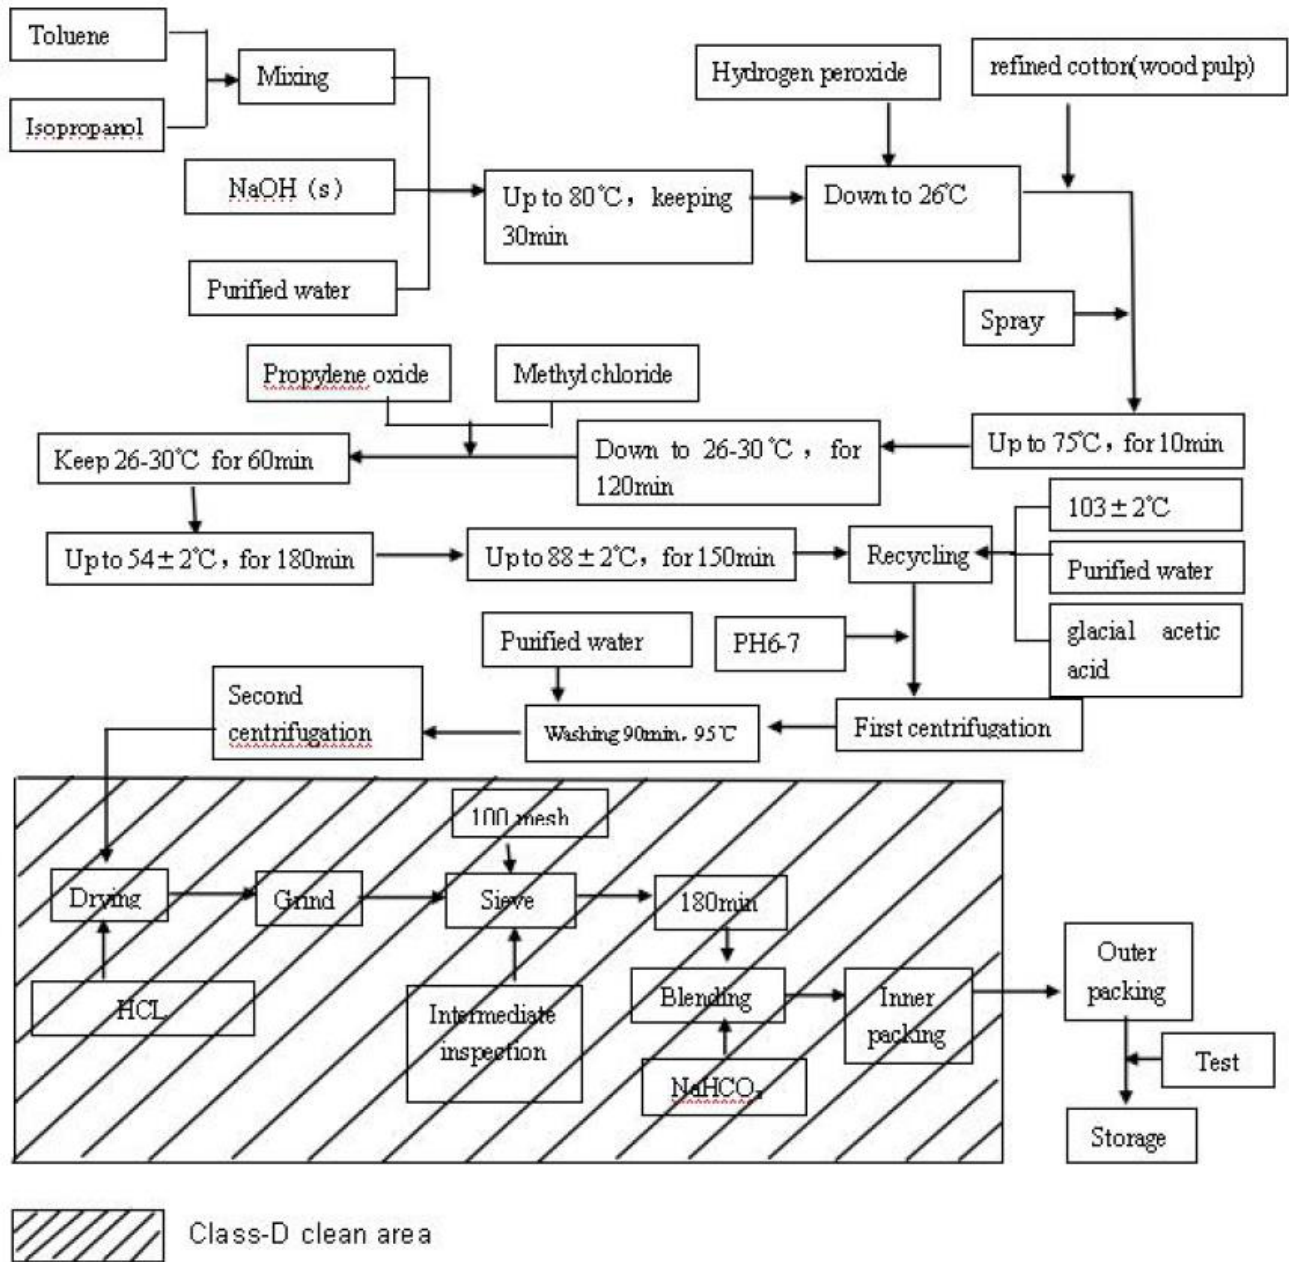 Toluene
Isopropanol
Mixing
NaOH (s)
Purified water
Up to 80℃, keeping
30min
Hydrogen peroxide
Down to 26℃
refined cotton(wood pulp)
Spray
Up to 75℃, for 10min
Down to 26-30℃, for
120min
Propylene oxide
Methyl chloride
Keep 26-30℃ for 60min
Up to 54±2℃, for 180min
Up to 88±2℃, for 150min
Recycling
103±2℃
Purified water
glacial acetic
acid
PH6-7
First centrifugation
Purified water
Washing 90min. 95℃
Second
centrifugation
Drying
HCL
Grind
100 mesh
Sieve
Intermediate
inspection
180min
Blending
NaHCO₃
Inner
packing
Outer
packing
Test
Storage
Class-D clean area